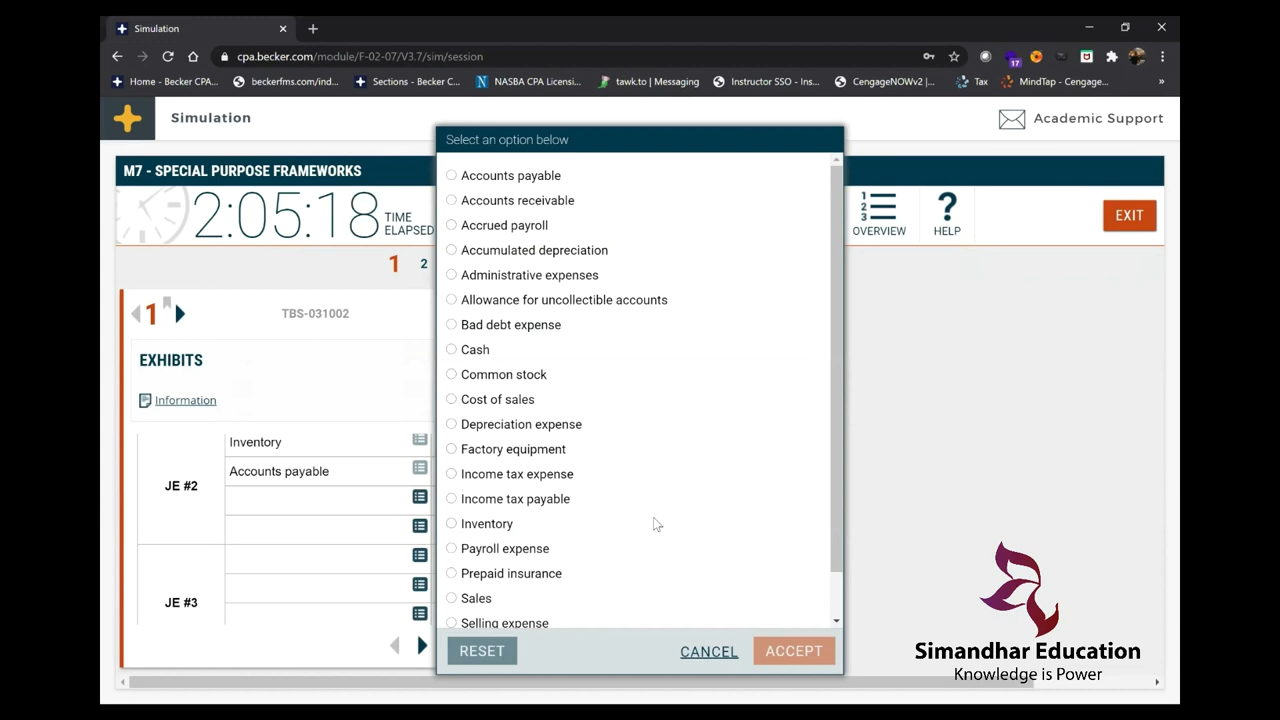 Simulation
cpa.becker.com/module/F-02-07/V3.7/sim/session
17
Home - Becker CPA...
beckerfms.com/ind...
Sections - Becker C...
NASBA CPA Licensi...
tawk.to | Messaging
Instructor SSO - Ins...
CengageNOWv2 |...
Tax
MindTap - Cengage...
»
Simulation
Academic Support
M7 - SPECIAL PURPOSE FRAMEWORKS
2:05:18
TIME
ELAPSED
1
2
3
OVERVIEW
?
HELP
EXIT
1
2
1
TBS-031002
EXHIBITS
Information
Inventory
Accounts payable
JE #2
JE #3
Select an option below
Accounts payable
Accounts receivable
Accrued payroll
Accumulated depreciation
Administrative expenses
Allowance for uncollectible accounts
Bad debt expense
Cash
Common stock
Cost of sales
Depreciation expense
Factory equipment
Income tax expense
Income tax payable
Inventory
Payroll expense
Prepaid insurance
Sales
Selling expense
RESET
CANCEL
ACCEPT
Simandhar Education
Knowledge is Power